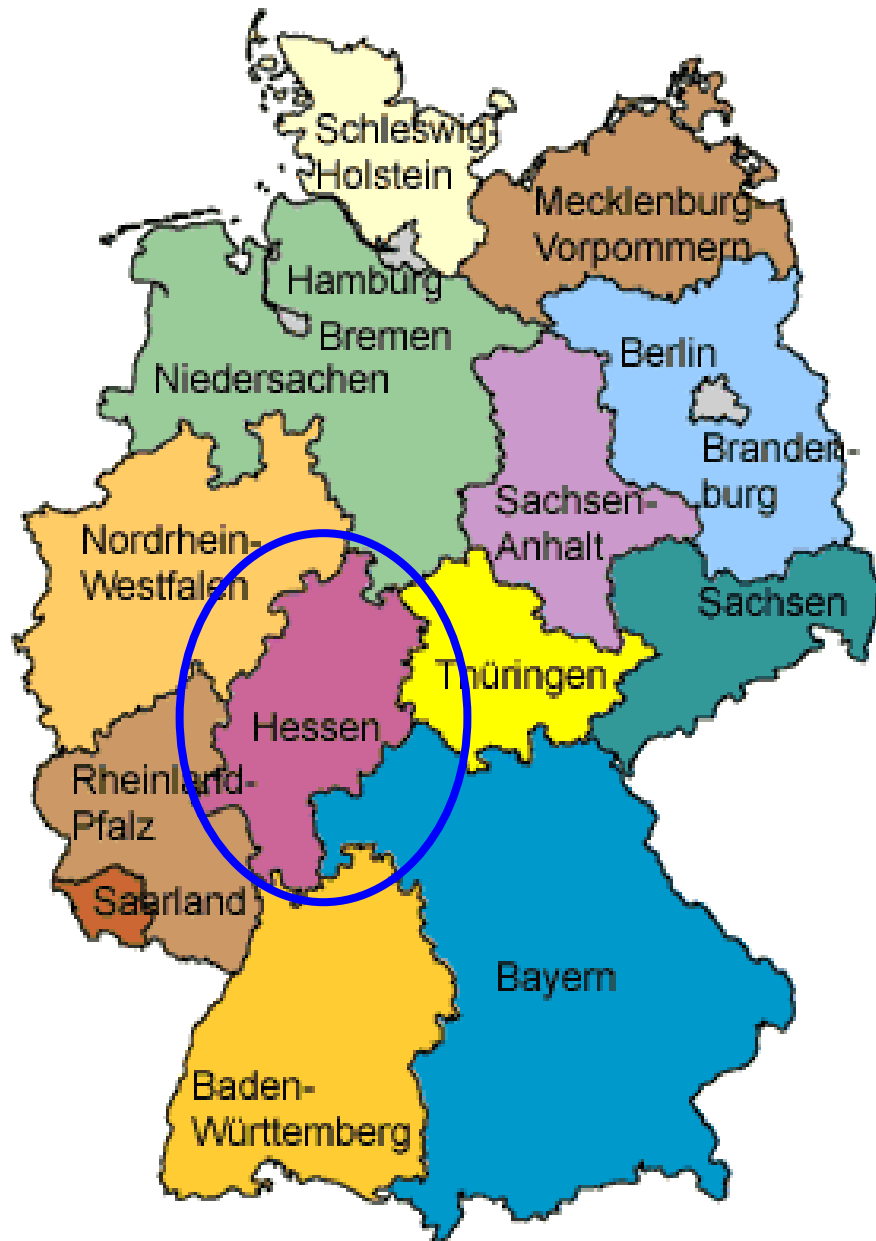 Schleswig-
Holstein
Mecklenburg-
Vorpommern
Hamburg
Bremen
Niedersachen
Berlin
Branden-
burg
Sachsen-
Anhalt
Nordrhein-
Westfalen
Sachsen
Thüringen
Hessen
Rheinland-
Pfalz
Saarland
Bayern
Baden-
Württemberg